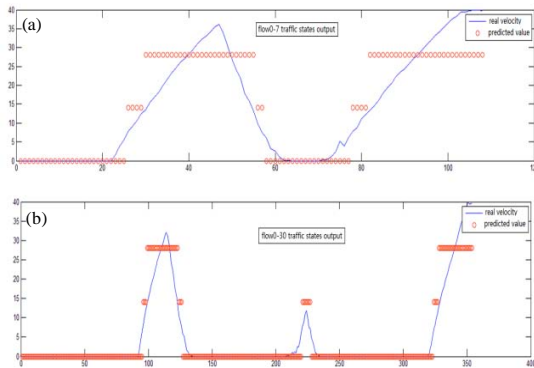 (a)
flow0-7 traffic states output
real velocity
predicted value
40
35
30
25
20
15
10
5
0
0 20 40 60 80 100 120
(b)
flow0-30 traffic states output
real velocity
predicted value
40
35
30
25
20
15
10
5
0
0 50 100 150 200 250 300 350 400